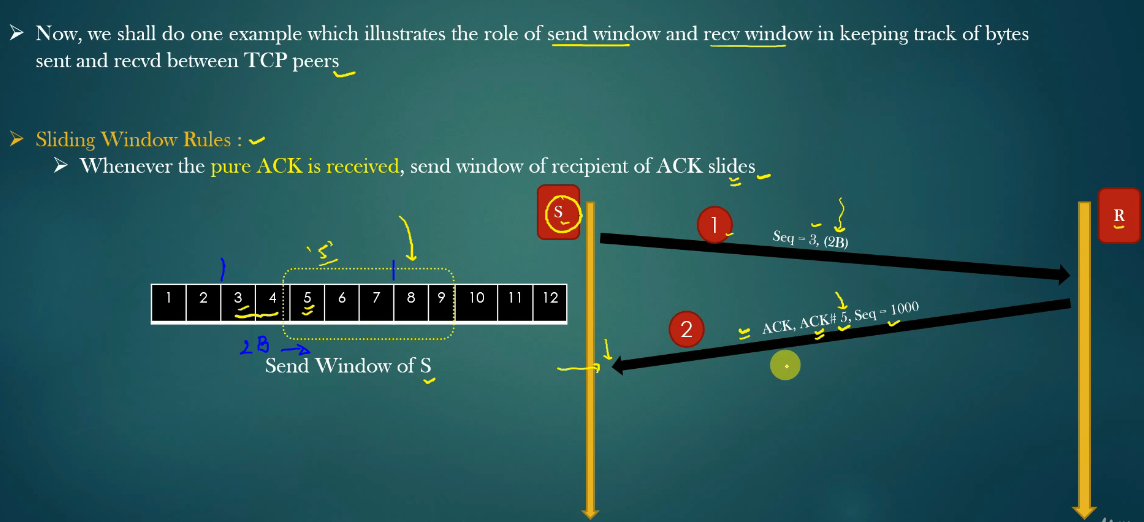 Now, we shall do one example which illustrates the role of send window and recv window in keeping track of bytes
sent and recvd between TCP peers
Sliding Window Rules :
Whenever the pure ACK is received, send window of recipient of ACK slides
S
R
1
Seq = 3, (2B)
'S'
1 2 3 4 5 6 7 8 9 10 11 12
2
ACK, ACK# 5, Seq = 1000
2B
Send Window of S